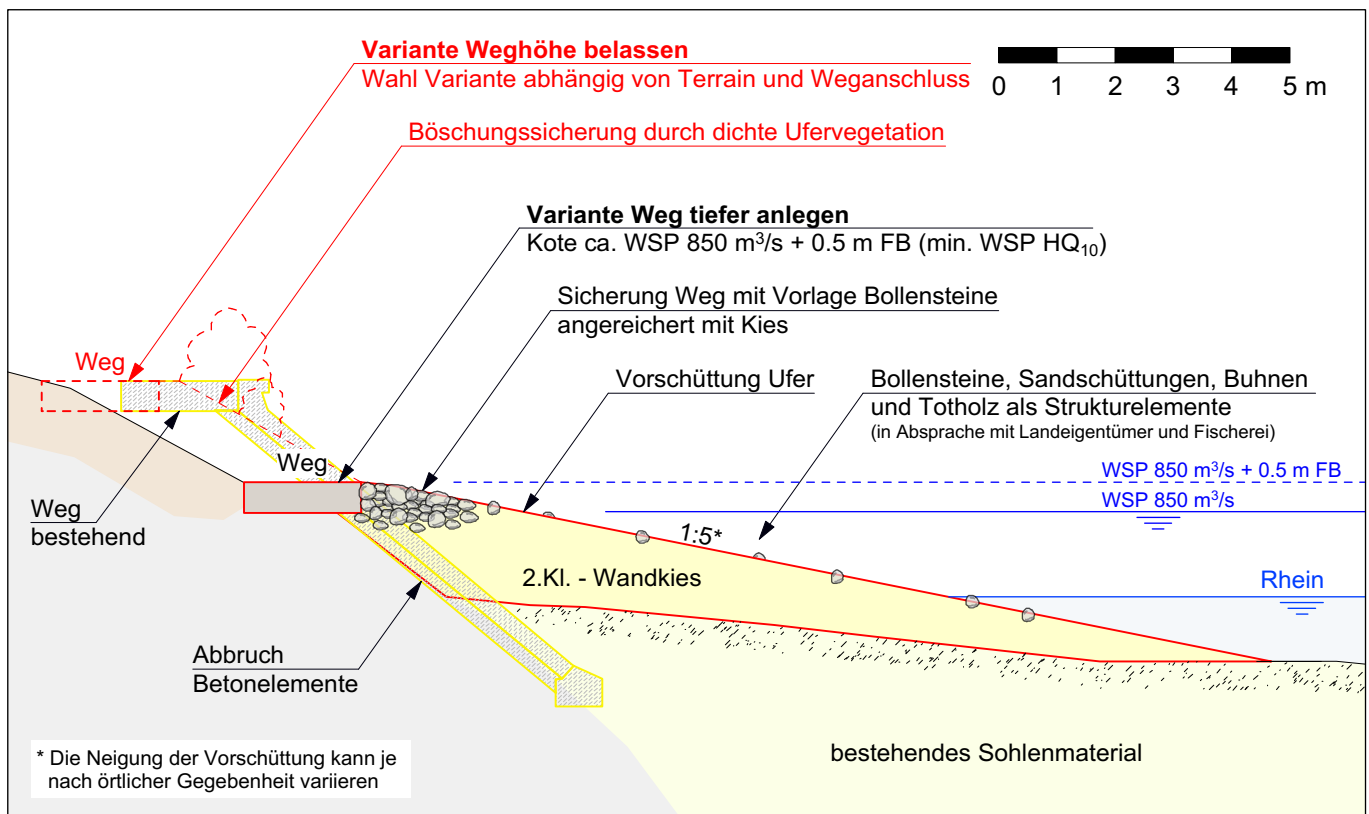 Variante Weghöhe belassen
Wahl Variante abhängig von Terrain und Weganschluss
0 1 2 3 4 5 m
Böschungssicherung durch dichte Ufervegetation
Variante Weg tiefer anlegen
Kote ca. WSP 850 m³/s + 0.5 m FB (min. WSP HQ₁₀)
Sicherung Weg mit Vorlage Bollensteine
angereichert mit Kies
Weg
Vorschüttung Ufer
Bollensteine, Sandschüttungen, Buhnen
und Totholz als Strukturelemente
(in Absprache mit Landeigentümer und Fischerei)
Weg
WSP 850 m³/s + 0.5 m FB
WSP 850 m³/s
Weg
bestehend
1:5*
2.Kl. - Wandkies
Rhein
Abbruch
Betonelemente
bestehendes Sohlenmaterial
* Die Neigung der Vorschüttung kann je
nach örtlicher Gegebenheit variieren